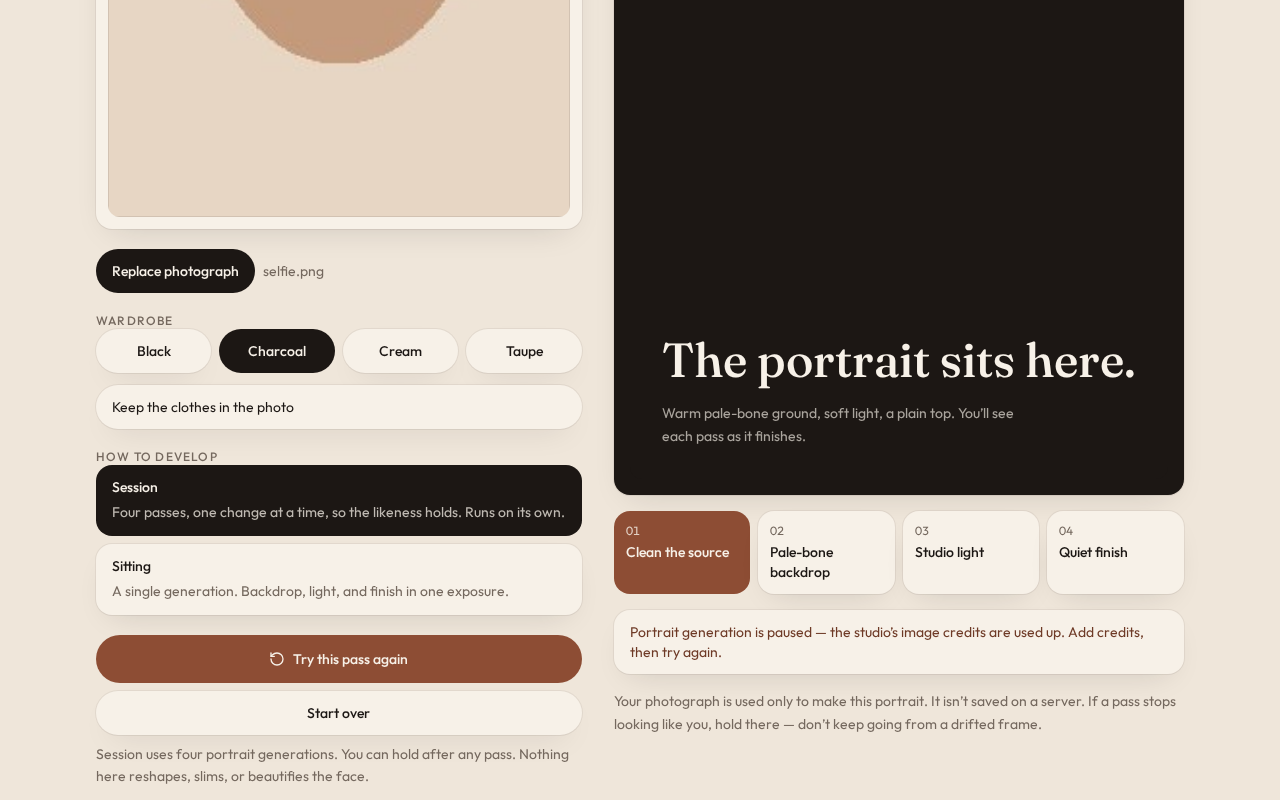 Replace photograph
selfie.png
WARDROBE
Black
Charcoal
Cream
Taupe
Keep the clothes in the photo
HOW TO DEVELOP
Session
Four passes, one change at a time, so the likeness holds. Runs on its own.
Sitting
A single generation. Backdrop, light, and finish in one exposure.
Try this pass again
Start over
Session uses four portrait generations. You can hold after any pass. Nothing
here reshapes, slims, or beautifies the face.
The portrait sits here.
Warm pale-bone ground, soft light, a plain top. You’ll see
each pass as it finishes.
01
Clean the source
02
Pale-bone
backdrop
03
Studio light
04
Quiet finish
Portrait generation is paused — the studio’s image credits are used up. Add credits,
then try again.
Your photograph is used only to make this portrait. It isn’t saved on a server. If a pass stops
looking like you, hold there — don’t keep going from a drifted frame.